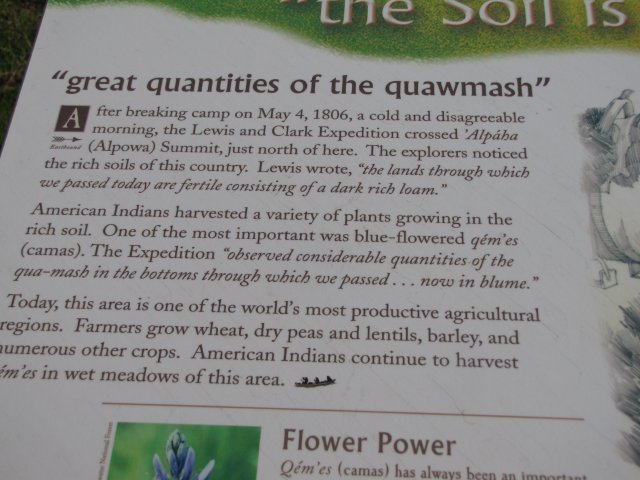 "the Soil is
"great quantities of the quawmash"
After breaking camp on May 4, 1806, a cold and disagreeable
morning, the Lewis and Clark Expedition crossed 'Alpáha
Eastbound (Alpowa) Summit, just north of here. The explorers noticed
the rich soils of this country. Lewis wrote, "the lands through which
we passed today are fertile consisting of a dark rich loam."
American Indians harvested a variety of plants growing in the
rich soil. One of the most important was blue-flowered qém'es
(camas). The Expedition "observed considerable quantities of the
qua-mash in the bottoms through which we passed . . . now in blume."
Today, this area is one of the world's most productive agricultural
regions. Farmers grow wheat, dry peas and lentils, barley, and
numerous other crops. American Indians continue to harvest
qém'es in wet meadows of this area.
Flower Power
Qém'es (camas) has always been an important
National Forest